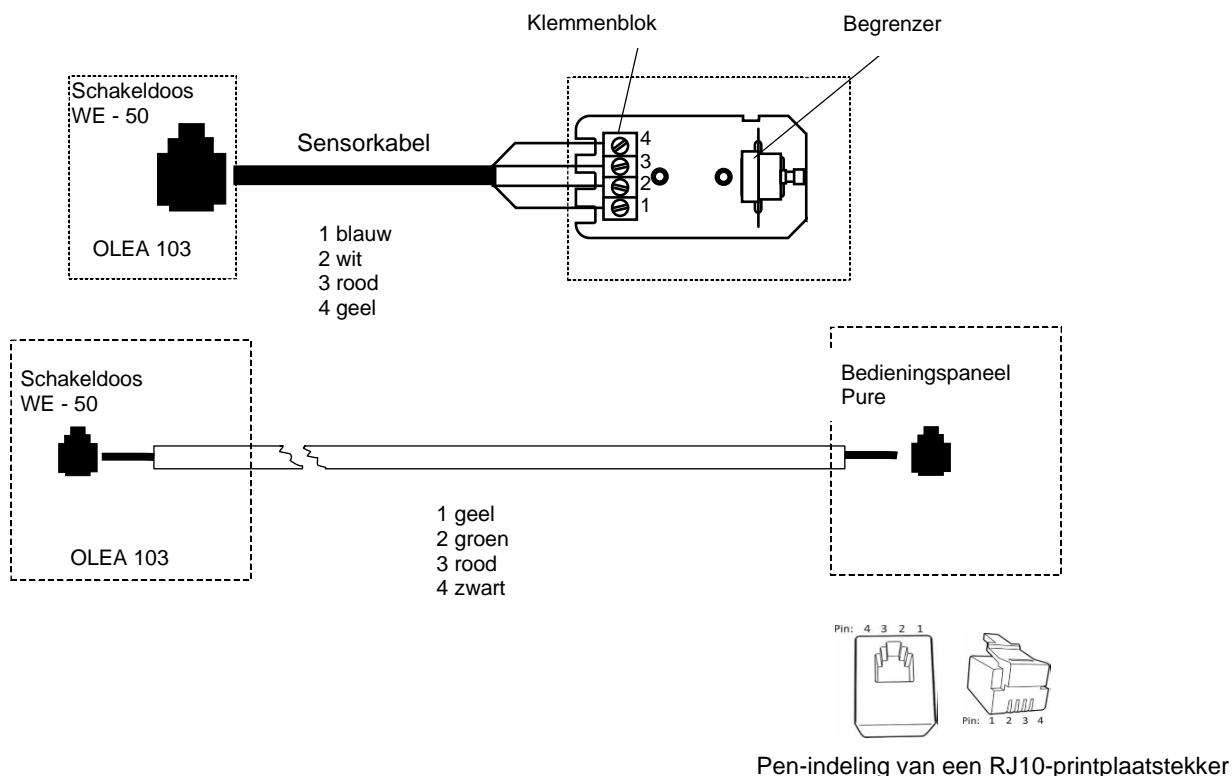 Klemmenblok
Begrenzer
Schakeldoos
WE - 50
Sensorkabel
4
3
2
1
OLEA 103
1 blauw
2 wit
3 rood
4 geel
Schakeldoos
WE - 50
Bedieningspaneel
Pure
OLEA 103
1 geel
2 groen
3 rood
4 zwart
Pin: 4 3 2 1
Pin: 1 2 3 4
Pen-indeling van een RJ10-printplaatstekker